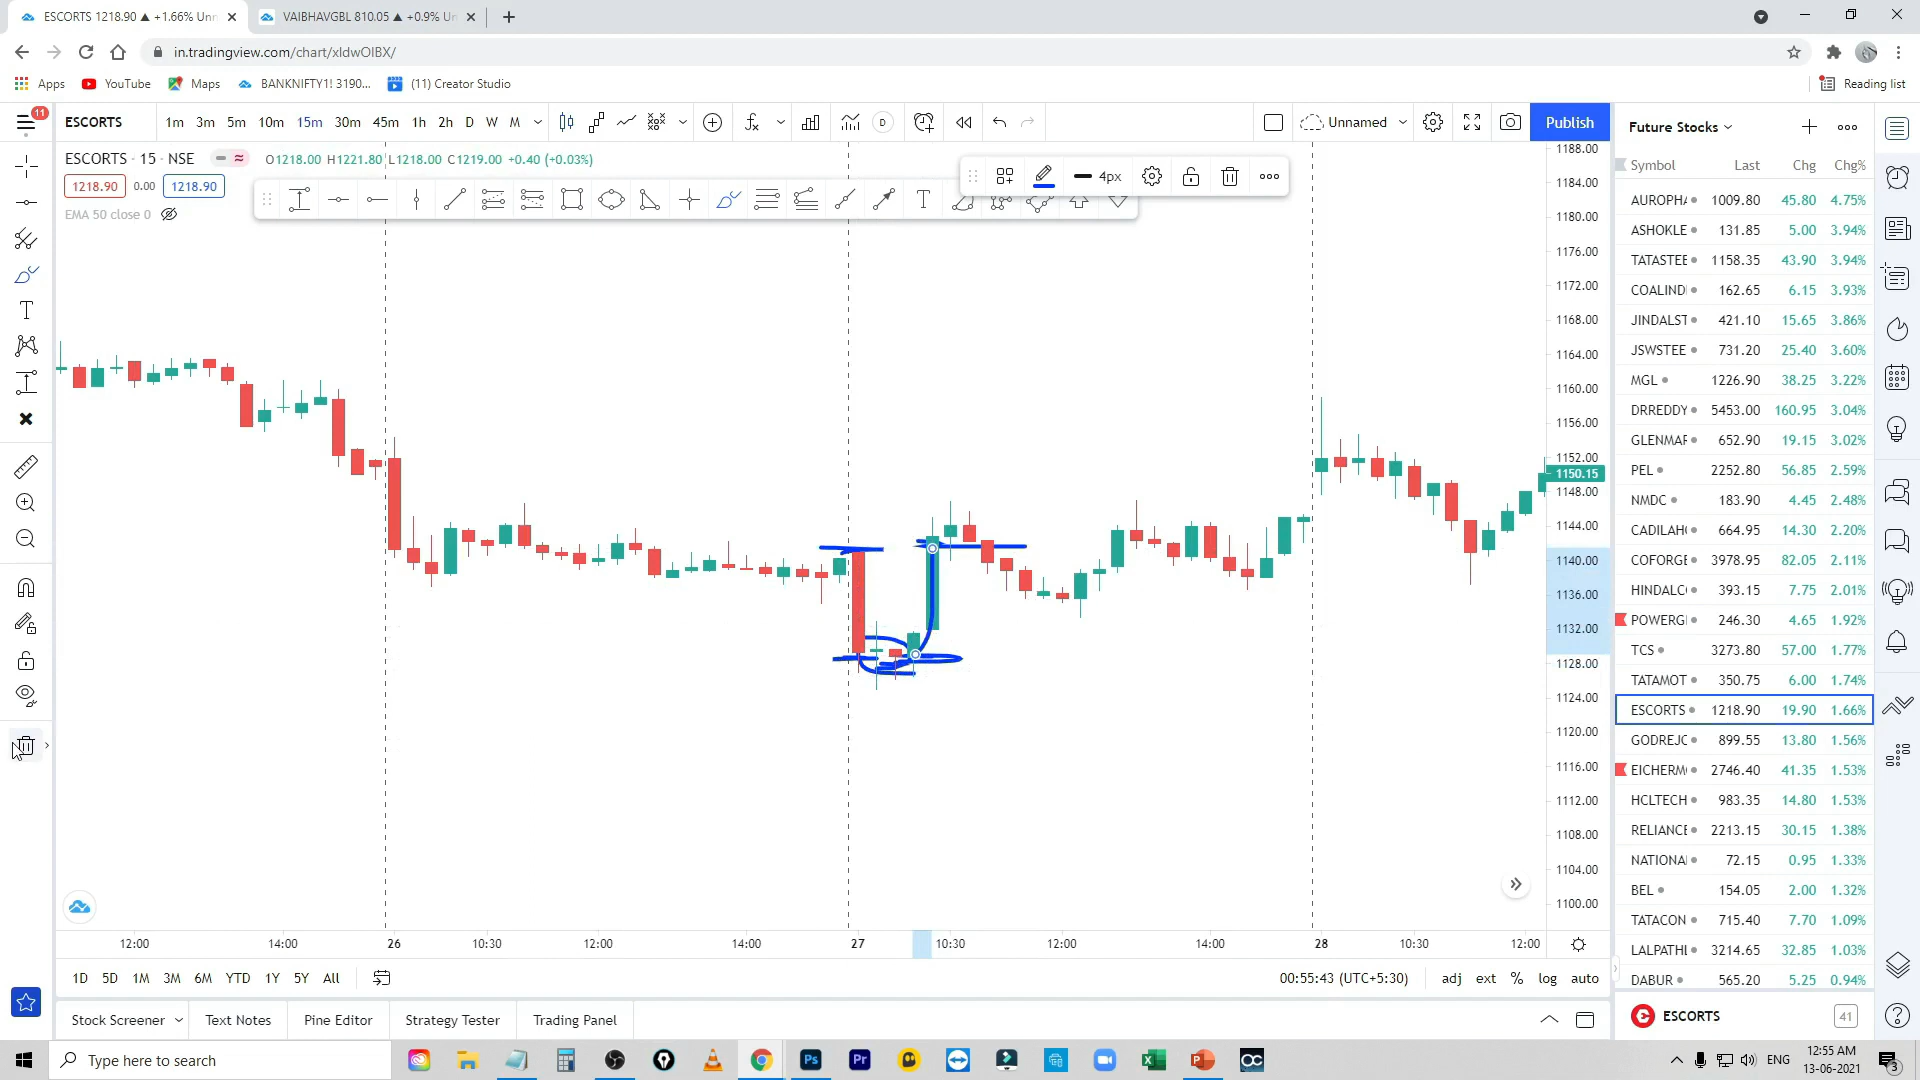 ESCORTS 1218.90 ▲ +1.66% Unn
VAIBHAVGBL 810.05 ▲ +0.9% Un
in.tradingview.com/chart/xldwOIBX/
Apps YouTube Maps BANKNIFTY1! 3190... (11) Creator Studio Reading list
11 ESCORTS 1m 3m 5m 10m 15m 30m 45m 1h 2h D W M D Unnamed Publish
ESCORTS · 15 · NSE O1218.00 H1221.80 L1218.00 C1219.00 +0.40 (+0.03%)
1218.90 0.00 1218.90
EMA 50 close 0
4px
1188.00
1184.00
1180.00
1176.00
1172.00
1168.00
1164.00
1160.00
1156.00
1152.00
1150.15
1148.00
1144.00
1140.00
1136.00
1132.00
1128.00
1124.00
1120.00
1116.00
1112.00
1108.00
1104.00
1100.00
12:00 14:00 26 10:30 12:00 14:00 27 10:30 12:00 14:00 28 10:30 12:00
1D 5D 1M 3M 6M YTD 1Y 5Y All 00:55:43 (UTC+5:30) adj ext % log auto
Stock Screener Text Notes Pine Editor Strategy Tester Trading Panel
Future Stocks
Symbol Last Chg Chg%
AUROPHA 1009.80 45.80 4.75%
ASHOKLE 131.85 5.00 3.94%
TATASTEE 1158.35 43.90 3.94%
COALINDI 162.65 6.15 3.93%
JINDALST 421.10 15.65 3.86%
JSWSTEE 731.20 25.40 3.60%
MGL 1226.90 38.25 3.22%
DRREDDY 5453.00 160.95 3.04%
GLENMAR 652.90 19.15 3.02%
PEL 2252.80 56.85 2.59%
NMDC 183.90 4.45 2.48%
CADILAH 664.95 14.30 2.20%
COFORGE 3978.95 82.05 2.11%
HINDALC 393.15 7.75 2.01%
POWERG 246.30 4.65 1.92%
TCS 3273.80 57.00 1.77%
TATAMOT 350.75 6.00 1.74%
ESCORTS 1218.90 19.90 1.66%
GODREJC 899.55 13.80 1.56%
EICHERM 2746.40 41.35 1.53%
HCLTECH 983.35 14.80 1.53%
RELIANCE 2213.15 30.15 1.38%
NATIONA 72.15 0.95 1.33%
BEL 154.05 2.00 1.32%
TATACON 715.40 7.70 1.09%
LALPATHI 3214.65 32.85 1.03%
DABUR 565.20 5.25 0.94%
ESCORTS 41
Type here to search
ENG 12:55 AM
13-06-2021
3